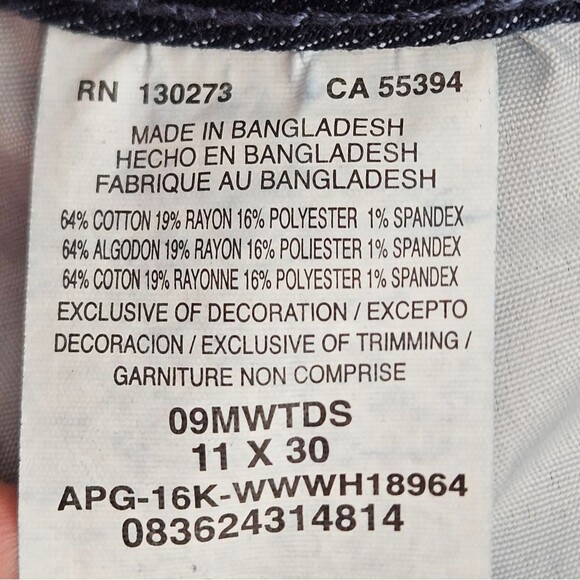 RN 130273 CA 55394
MADE IN BANGLADESH
HECHO EN BANGLADESH
FABRIQUE AU BANGLADESH
64% COTTON 19% RAYON 16% POLYESTER 1% SPANDEX
64% ALGODON 19% RAYON 16% POLIESTER 1% SPANDEX
64% COTON 19% RAYONNE 16% POLYESTER 1% SPANDEX
EXCLUSIVE OF DECORATION / EXCEPTO
DECORACION / EXCLUSIVE OF TRIMMING /
GARNITURE NON COMPRISE
09MWTDS
11 X 30
APG-16K-WWWH18964
083624314814